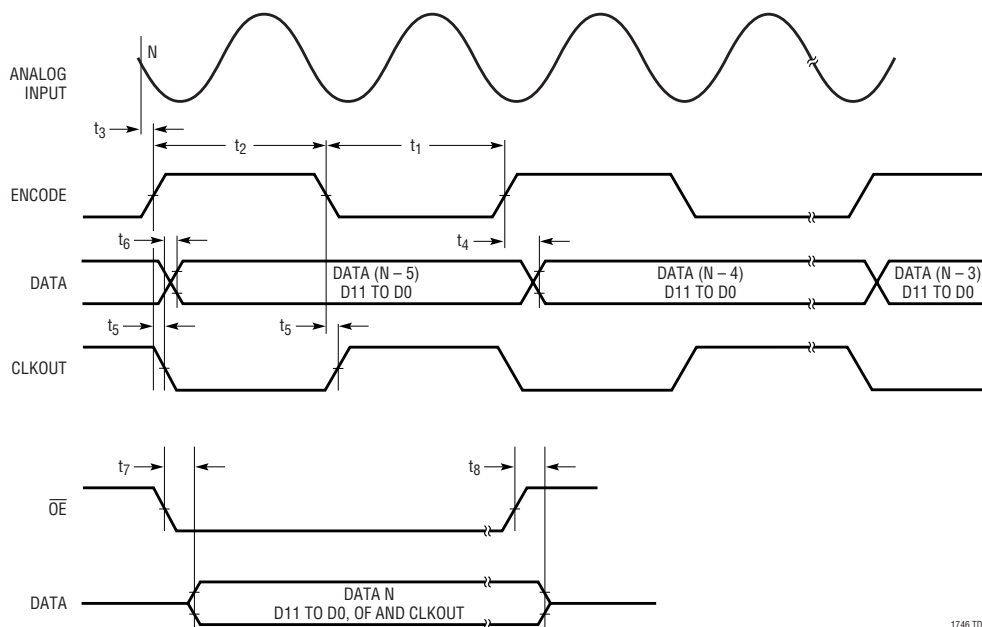 N
ANALOG
INPUT
t3
t2
t1
ENCODE
t6
t4
DATA
DATA (N – 5)
D11 TO D0
DATA (N – 4)
D11 TO D0
DATA (N – 3)
D11 TO D0
t5
t5
CLKOUT
t7
t8
O̅E̅
DATA
DATA N
D11 TO D0, OF AND CLKOUT
1746 TD